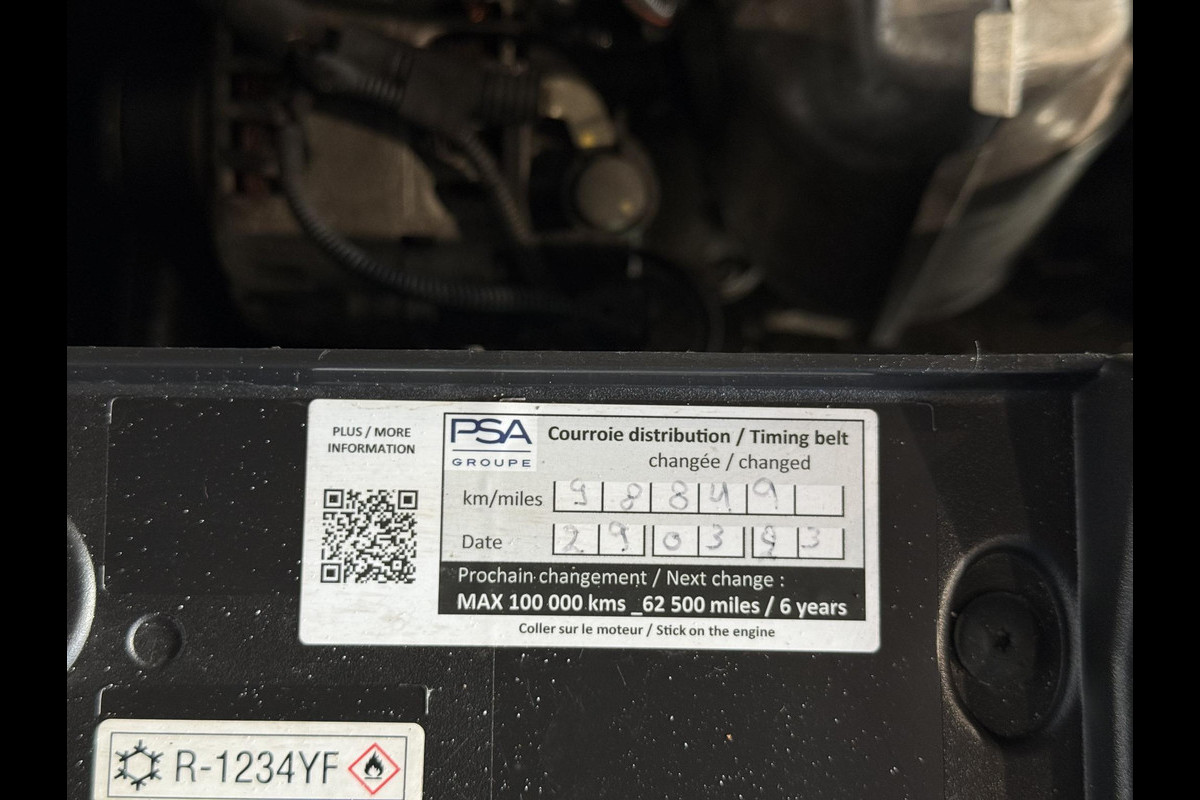 PLUS / MORE
INFORMATION
PSA
GROUPE
Courroie distribution / Timing belt
changée / changed
km/miles 98849
Date 29 03 23
Prochain changement / Next change :
MAX 100 000 kms _62 500 miles / 6 years
Coller sur le moteur / Stick on the engine
R-1234YF